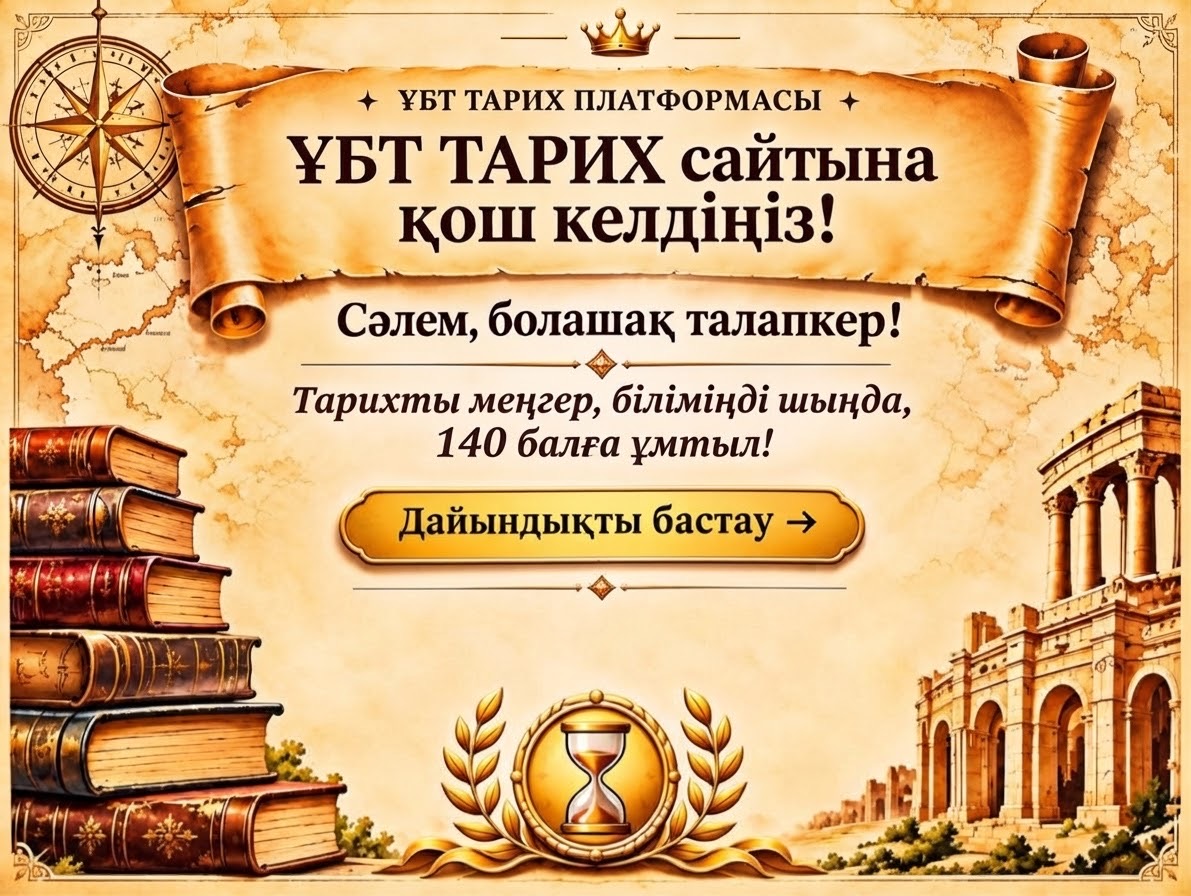 ҰБТ ТАРИХ ПЛАТФОРМАСЫ
ҰБТ ТАРИХ сайтына
қош келдіңіз!
Сәлем, болашақ талапкер!
Тарихты меңгер, біліміңді шыңда,
140 балға ұмтыл!
Дайындықты бастау →